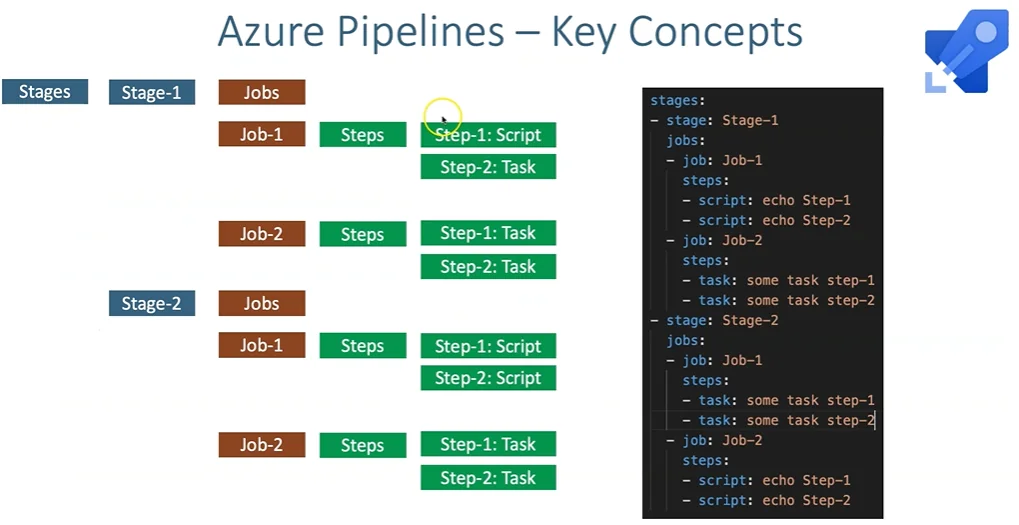 Azure Pipelines – Key Concepts
Stages Stage-1 Jobs
Job-1 Steps Step-1: Script
Step-2: Task
Job-2 Steps Step-1: Task
Step-2: Task
Stage-2 Jobs
Job-1 Steps Step-1: Script
Step-2: Script
Job-2 Steps Step-1: Task
Step-2: Task
stages:
- stage: Stage-1
jobs:
- job: Job-1
steps:
- script: echo Step-1
- script: echo Step-2
- job: Job-2
steps:
- task: some task step-1
- task: some task step-2
- stage: Stage-2
jobs:
- job: Job-1
steps:
- task: some task step-1
- task: some task step-2
- job: Job-2
steps:
- script: echo Step-1
- script: echo Step-2